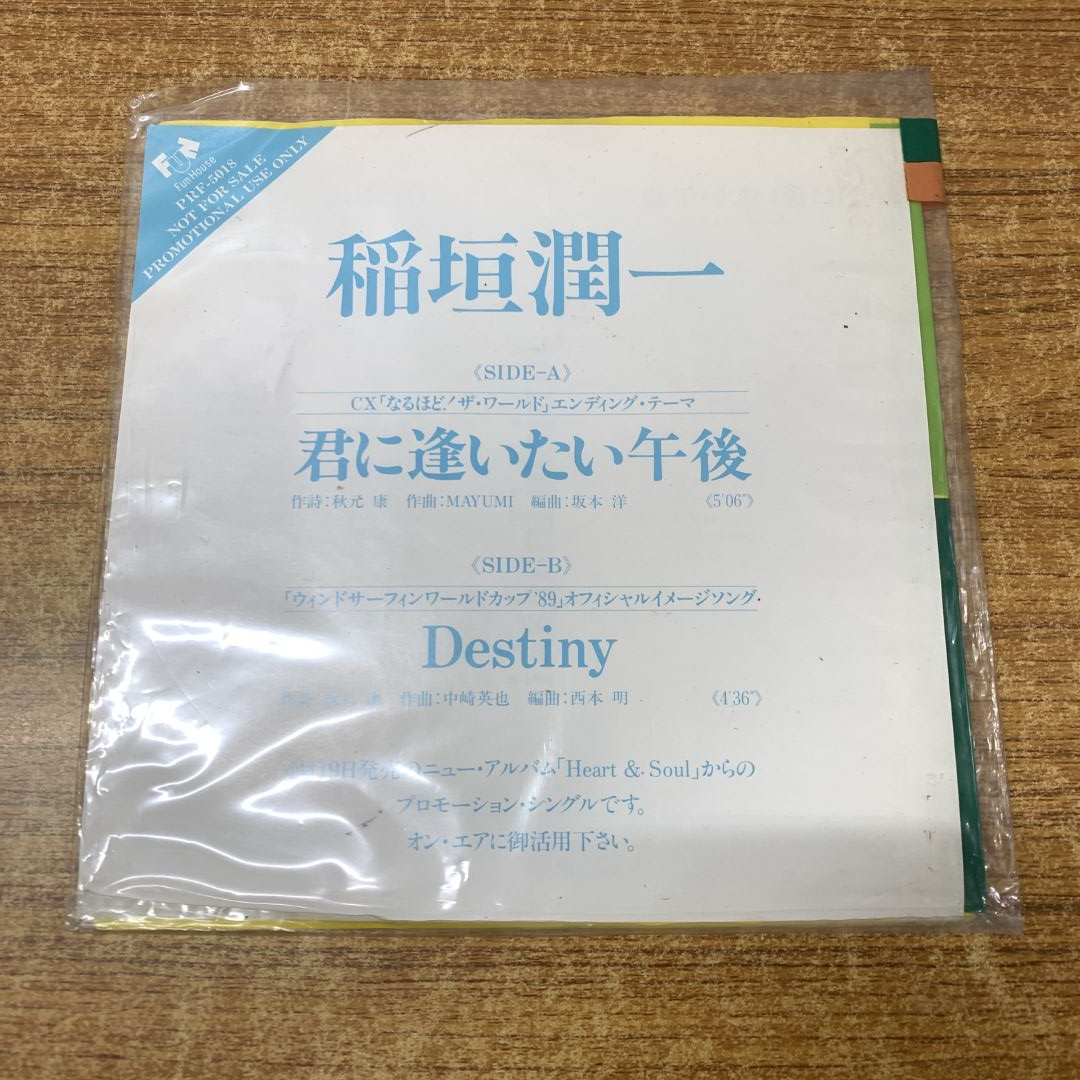 FUN
Fun House
PRF-5018
NOT FOR SALE
PROMOTIONAL USE ONLY
稲垣潤一
《SIDE-A》
CX「なるほど!ザ・ワールド」エンディング・テーマ
君に逢いたい午後
作詩:秋元 康 作曲:MAYUMI 編曲:坂本 洋 《5'06"》
《SIDE-B》
「ウィンドサーフィンワールドカップ'89」オフィシャルイメージソング
Destiny
作曲:中崎英也 編曲:西本 明 《4'36"》
19日発売のニュー・アルバム「Heart & Soul」からの
プロモーション・シングルです。
オン・エアに御活用下さい。